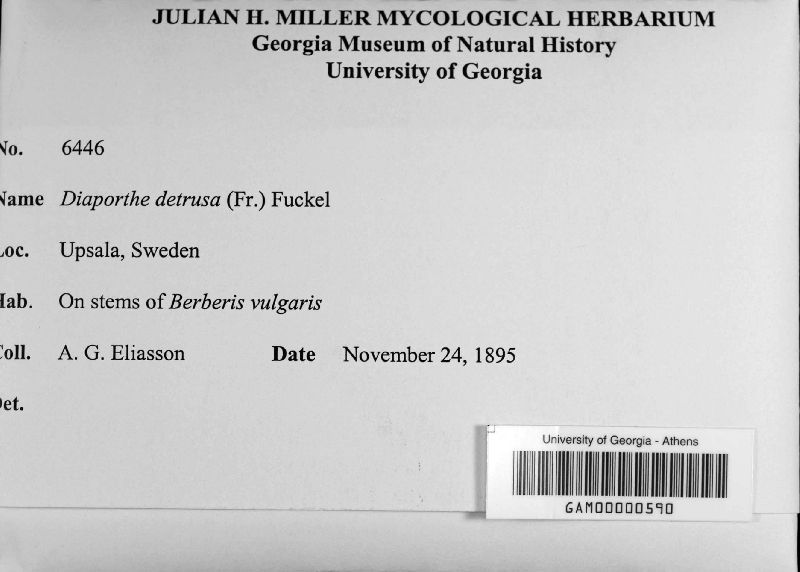 JULIAN H. MILLER MYCOLOGICAL HERBARIUM
Georgia Museum of Natural History
University of Georgia
No. 6446
Name Diaporthe detrusa (Fr.) Fuckel
Loc. Upsala, Sweden
Hab. On stems of Berberis vulgaris
Coll. A. G. Eliasson Date November 24, 1895
Det.
University of Georgia - Athens
GAM00000590